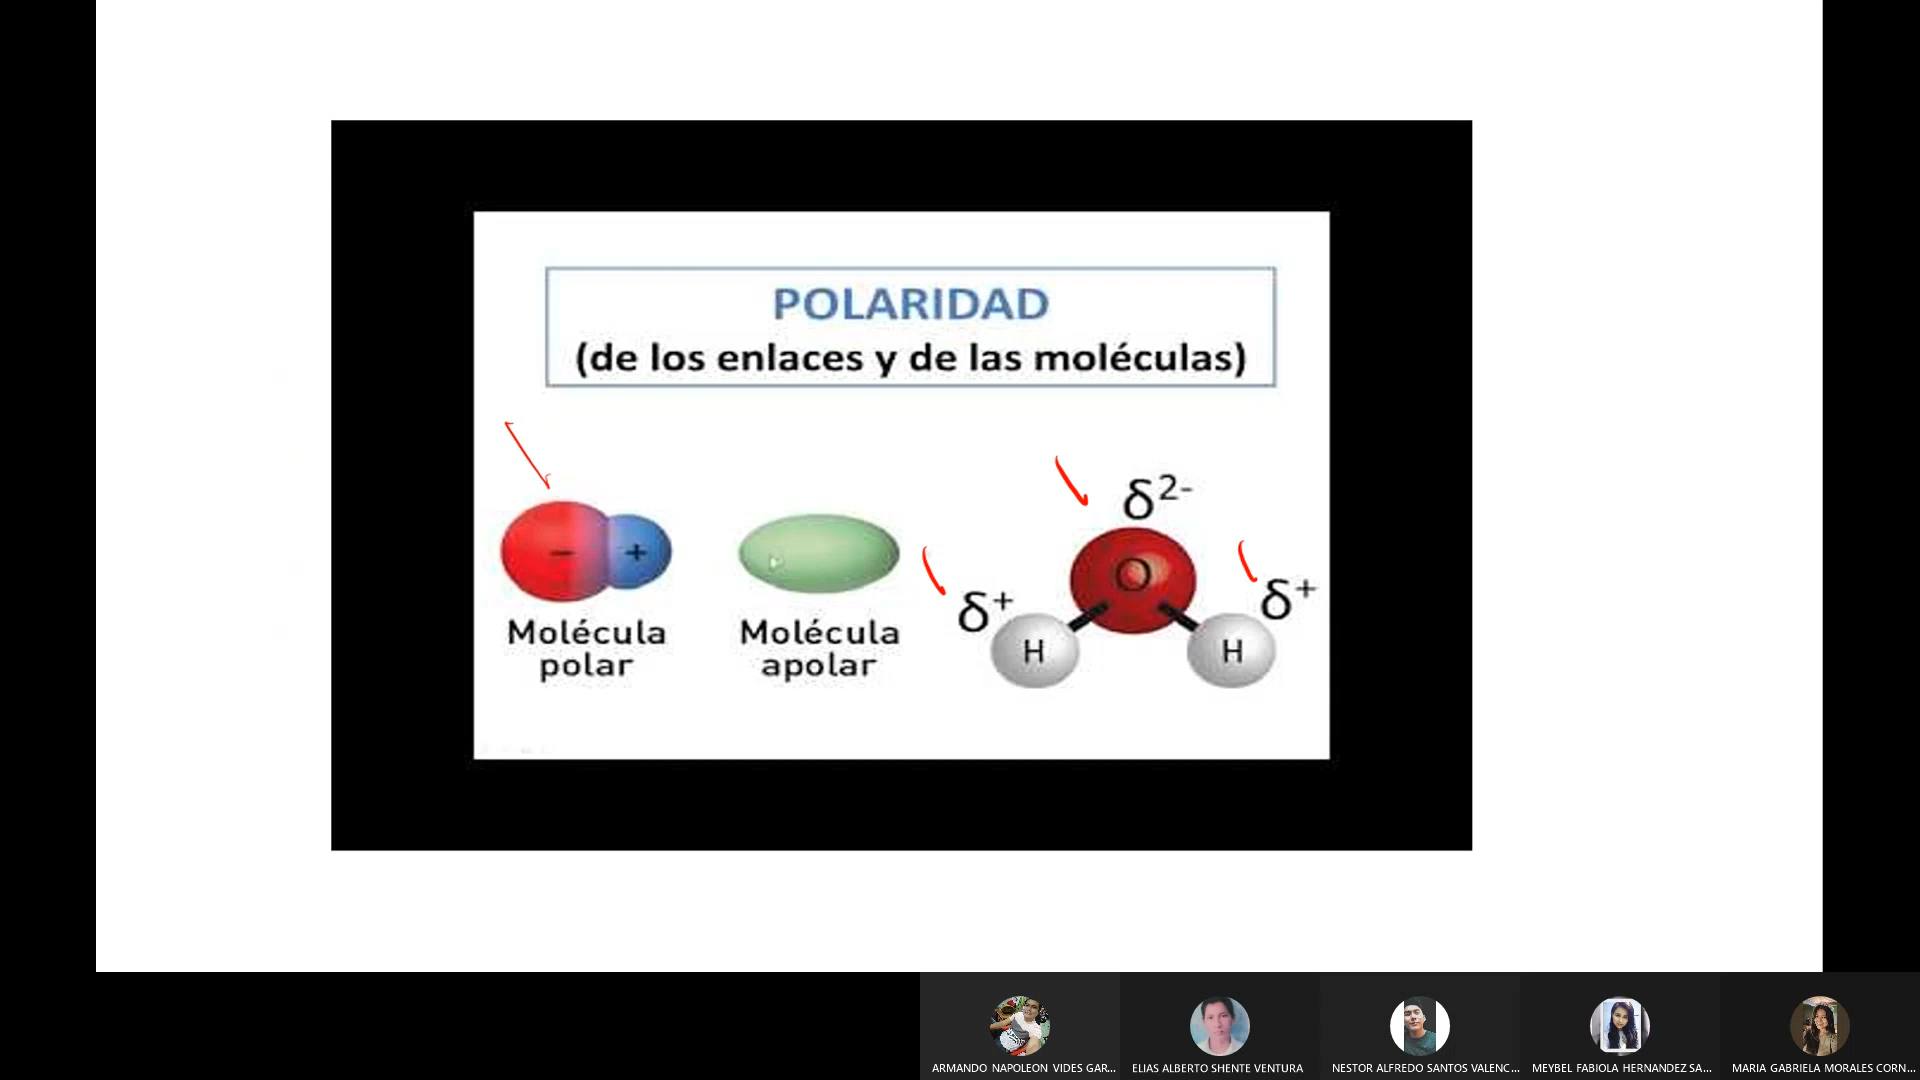 POLARIDAD
(de los enlaces y de las moléculas)
δ2-
δ+
δ+
O
H
H
− +
Molécula
polar
Molécula
apolar
ARMANDO NAPOLEON VIDES GAR...
ELIAS ALBERTO SHENTE VENTURA
NESTOR ALFREDO SANTOS VALENC...
MEYBEL FABIOLA HERNANDEZ SA...
MARIA GABRIELA MORALES CORN...